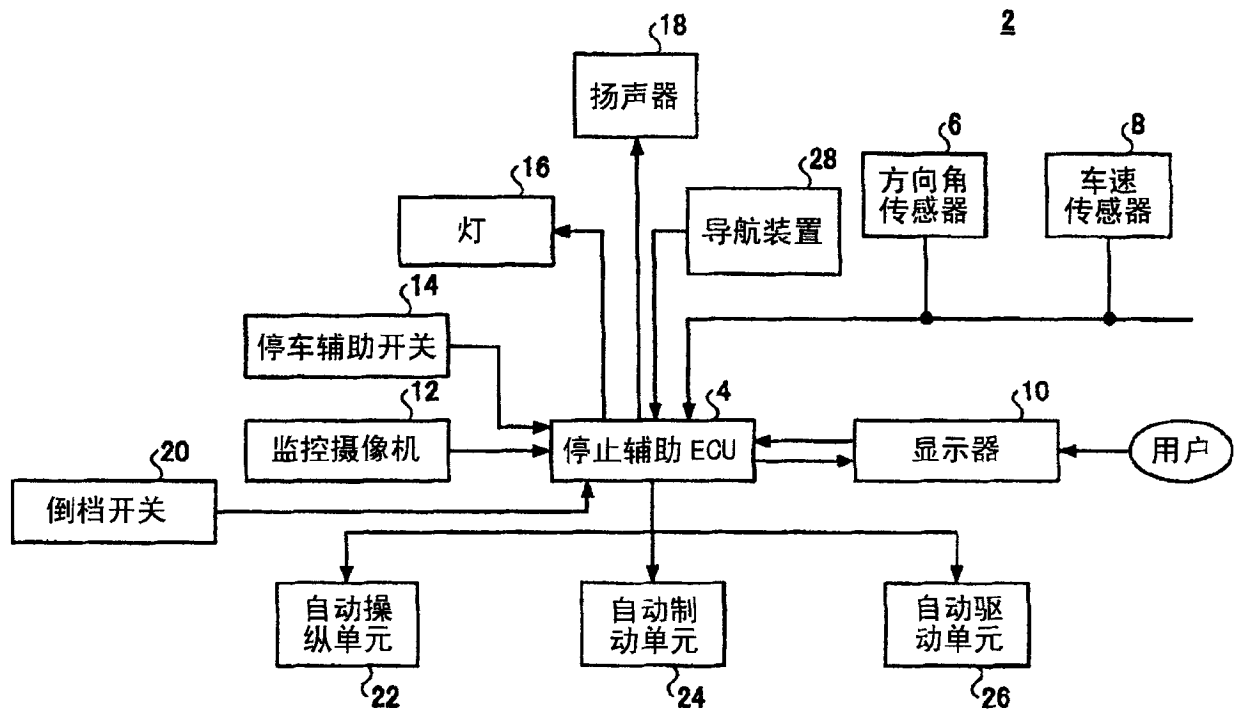 2
18
扬声器
6
8
方向角
传感器
车速
传感器
16
28
灯
导航装置
14
停车辅助开关
12
4
10
监控摄像机
停止辅助 ECU
显示器
用户
20
倒档开关
自动操
纵单元
自动制
动单元
自动驱
动单元
22
24
26